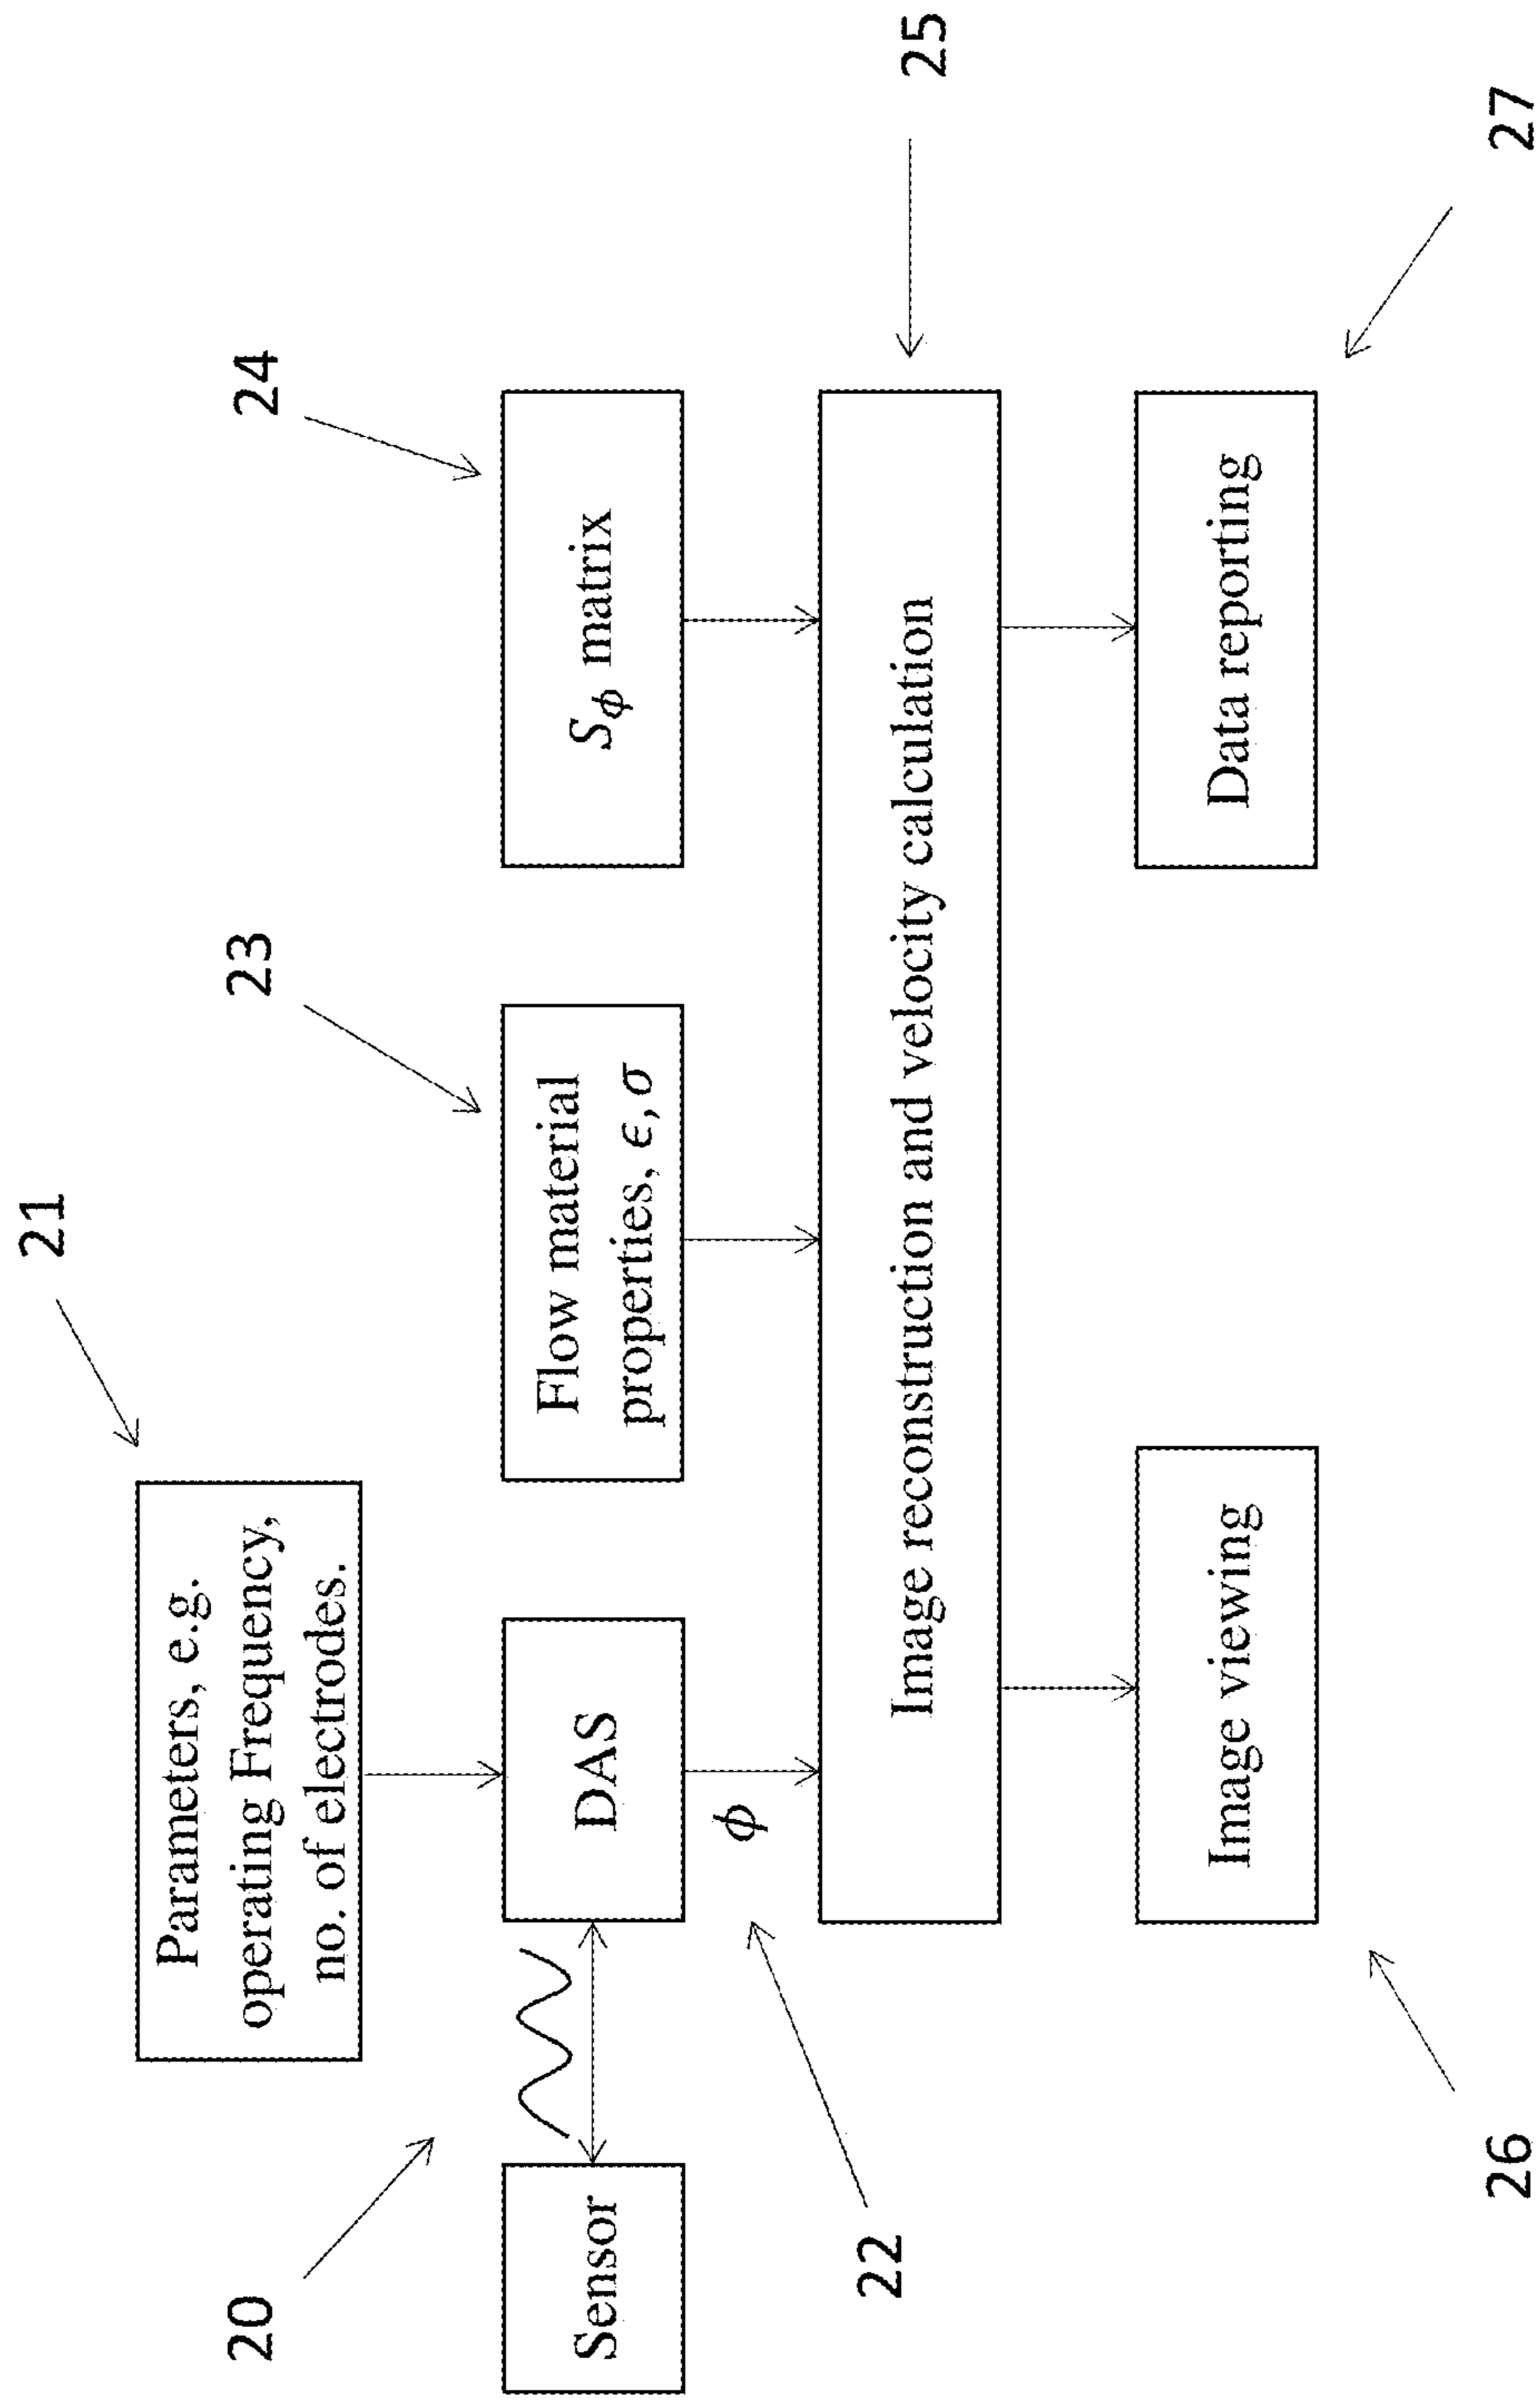 21
Parameters, e.g.
operating Frequency,
no. of electrodes.
20
23
24
Sensor
DAS
Flow material
properties, ϵ, σ
S_ϕ matrix
22
ϕ
25
Image reconstruction and velocity calculation
26
Image viewing
Data reporting
27